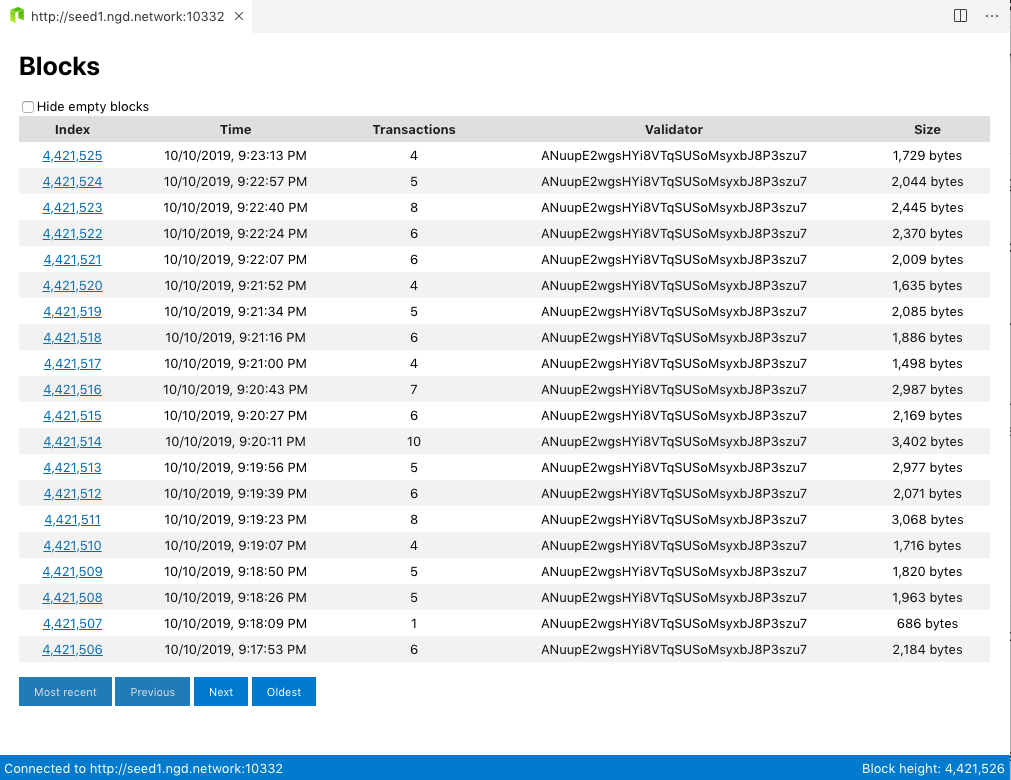 http://seed1.ngd.network:10332
Blocks
Hide empty blocks
Index Time Transactions Validator Size
4,421,525 10/10/2019, 9:23:13 PM 4 ANuupE2wgsHYi8VTqSUSoMsyxbJ8P3szu7 1,729 bytes
4,421,524 10/10/2019, 9:22:57 PM 5 ANuupE2wgsHYi8VTqSUSoMsyxbJ8P3szu7 2,044 bytes
4,421,523 10/10/2019, 9:22:40 PM 8 ANuupE2wgsHYi8VTqSUSoMsyxbJ8P3szu7 2,445 bytes
4,421,522 10/10/2019, 9:22:24 PM 6 ANuupE2wgsHYi8VTqSUSoMsyxbJ8P3szu7 2,370 bytes
4,421,521 10/10/2019, 9:22:07 PM 6 ANuupE2wgsHYi8VTqSUSoMsyxbJ8P3szu7 2,009 bytes
4,421,520 10/10/2019, 9:21:52 PM 4 ANuupE2wgsHYi8VTqSUSoMsyxbJ8P3szu7 1,635 bytes
4,421,519 10/10/2019, 9:21:34 PM 5 ANuupE2wgsHYi8VTqSUSoMsyxbJ8P3szu7 2,085 bytes
4,421,518 10/10/2019, 9:21:16 PM 6 ANuupE2wgsHYi8VTqSUSoMsyxbJ8P3szu7 1,886 bytes
4,421,517 10/10/2019, 9:21:00 PM 4 ANuupE2wgsHYi8VTqSUSoMsyxbJ8P3szu7 1,498 bytes
4,421,516 10/10/2019, 9:20:43 PM 7 ANuupE2wgsHYi8VTqSUSoMsyxbJ8P3szu7 2,987 bytes
4,421,515 10/10/2019, 9:20:27 PM 6 ANuupE2wgsHYi8VTqSUSoMsyxbJ8P3szu7 2,169 bytes
4,421,514 10/10/2019, 9:20:11 PM 10 ANuupE2wgsHYi8VTqSUSoMsyxbJ8P3szu7 3,402 bytes
4,421,513 10/10/2019, 9:19:56 PM 5 ANuupE2wgsHYi8VTqSUSoMsyxbJ8P3szu7 2,977 bytes
4,421,512 10/10/2019, 9:19:39 PM 6 ANuupE2wgsHYi8VTqSUSoMsyxbJ8P3szu7 2,071 bytes
4,421,511 10/10/2019, 9:19:23 PM 8 ANuupE2wgsHYi8VTqSUSoMsyxbJ8P3szu7 3,068 bytes
4,421,510 10/10/2019, 9:19:07 PM 4 ANuupE2wgsHYi8VTqSUSoMsyxbJ8P3szu7 1,716 bytes
4,421,509 10/10/2019, 9:18:50 PM 5 ANuupE2wgsHYi8VTqSUSoMsyxbJ8P3szu7 1,820 bytes
4,421,508 10/10/2019, 9:18:26 PM 5 ANuupE2wgsHYi8VTqSUSoMsyxbJ8P3szu7 1,963 bytes
4,421,507 10/10/2019, 9:18:09 PM 1 ANuupE2wgsHYi8VTqSUSoMsyxbJ8P3szu7 686 bytes
4,421,506 10/10/2019, 9:17:53 PM 6 ANuupE2wgsHYi8VTqSUSoMsyxbJ8P3szu7 2,184 bytes
Most recent Previous Next Oldest
Connected to http://seed1.ngd.network:10332 Block height: 4,421,526